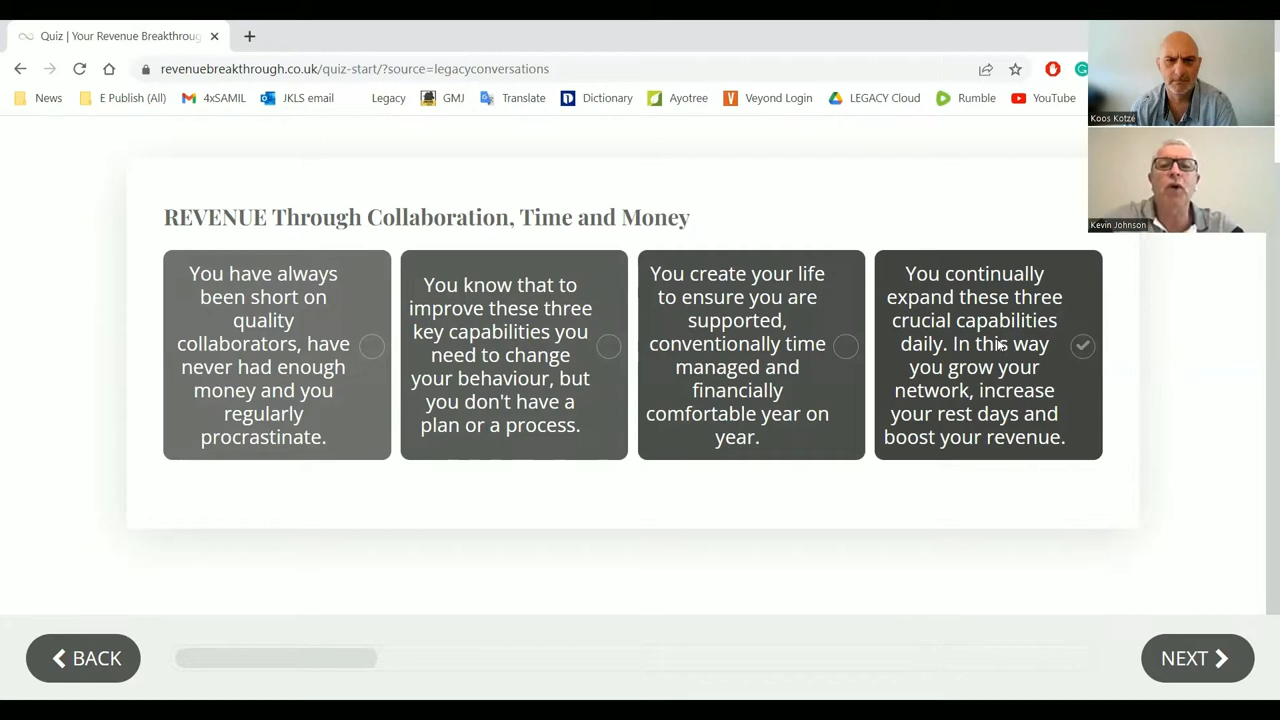 Quiz | Your Revenue Breakthroug
revenuebreakthrough.co.uk/quiz-start/?source=legacyconversations
News
E Publish (All)
4xSAMIL
JKLS email
Legacy
GMJ
Translate
Dictionary
Ayotree
Veyond Login
LEGACY Cloud
Rumble
YouTube
Koos Kotzé
Kevin Johnson
REVENUE Through Collaboration, Time and Money
You have always
been short on
quality
collaborators, have
never had enough
money and you
regularly
procrastinate.
You know that to
improve these three
key capabilities you
need to change
your behaviour, but
you don't have a
plan or a process.
You create your life
to ensure you are
supported,
conventionally time
managed and
financially
comfortable year on
year.
You continually
expand these three
crucial capabilities
daily. In this way
you grow your
network, increase
your rest days and
boost your revenue.
BACK
NEXT